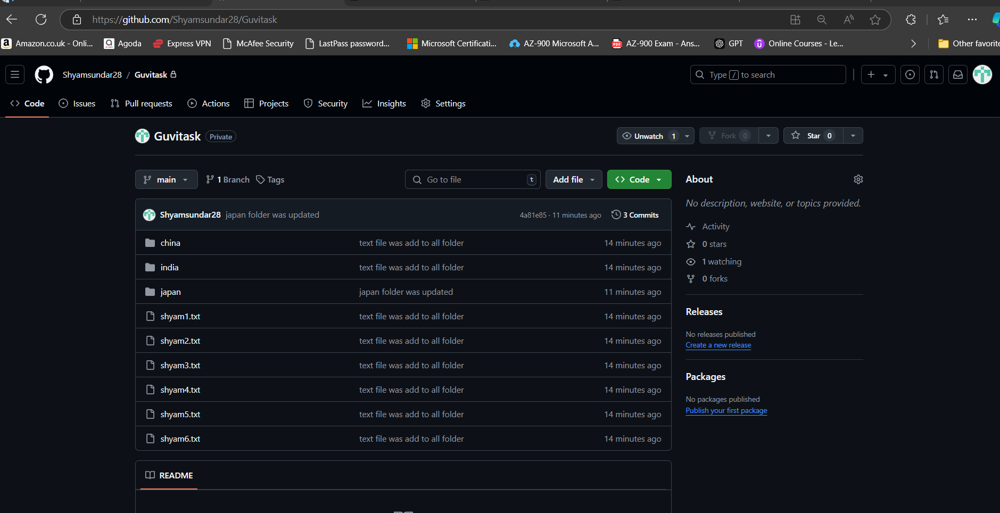 https://github.com/Shyamsundar28/Guvitask
Amazon.co.uk - Onli... Agoda Express VPN McAfee Security LastPass password... Microsoft Certificati... AZ-900 Microsoft A... AZ-900 Exam - Ans... GPT Online Courses - Le... Other favorite
Shyamsundar28 / Guvitask Type / to search
Code Issues Pull requests Actions Projects Security Insights Settings
Guvitask Private Unwatch 1 Fork 0 Star 0
main 1 Branch Tags Go to file t Add file Code
About
No description, website, or topics provided.
Shyamsundar28 japan folder was updated 4a81e85 · 11 minutes ago 3 Commits
china text file was add to all folder 14 minutes ago
india text file was add to all folder 14 minutes ago
japan japan folder was updated 11 minutes ago
shyam1.txt text file was add to all folder 14 minutes ago
shyam2.txt text file was add to all folder 14 minutes ago
shyam3.txt text file was add to all folder 14 minutes ago
shyam4.txt text file was add to all folder 14 minutes ago
shyam5.txt text file was add to all folder 14 minutes ago
shyam6.txt text file was add to all folder 14 minutes ago
README
Activity
0 stars
1 watching
0 forks
Releases
No releases published
Create a new release
Packages
No packages published
Publish your first package